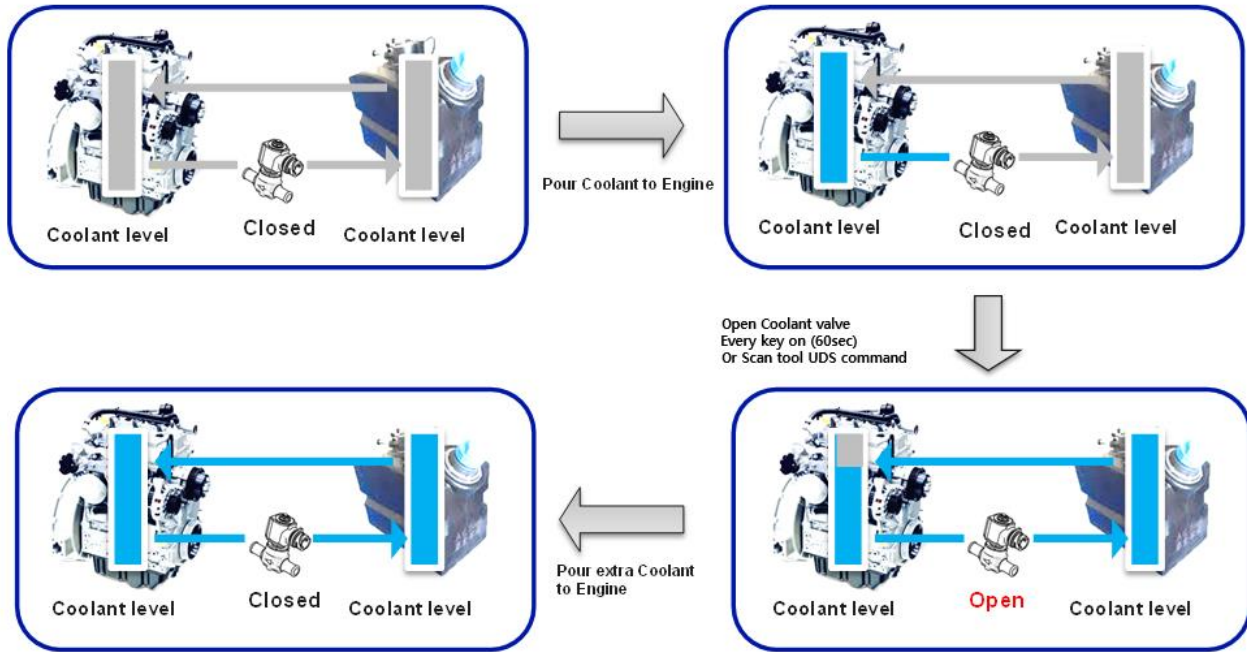 Closed
Coolant level
Coolant level
Pour Coolant to Engine
Coolant level
Closed
Coolant level
Open Coolant valve
Every key on (60sec)
Or Scan tool UDS command
Coolant level
Open
Coolant level
Pour extra Coolant
to Engine
Coolant level
Closed
Coolant level